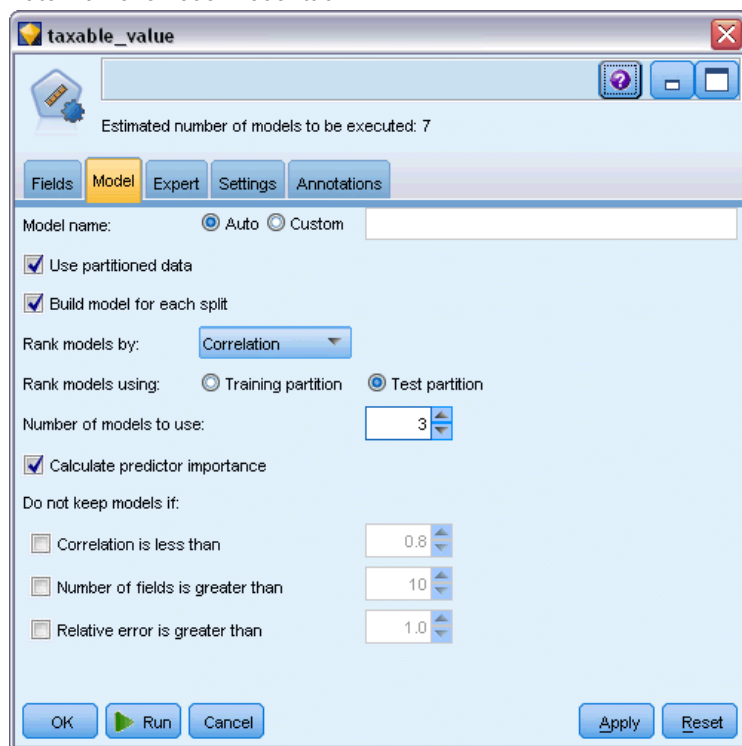 taxable_value
Estimated number of models to be executed: 7
Fields Model Expert Settings Annotations
Model name: Auto Custom
Use partitioned data
Build model for each split
Rank models by: Correlation
Rank models using: Training partition Test partition
Number of models to use: 3
Calculate predictor importance
Do not keep models if:
Correlation is less than 0.8
Number of fields is greater than 10
Relative error is greater than 1.0
OK Run Cancel Apply Reset